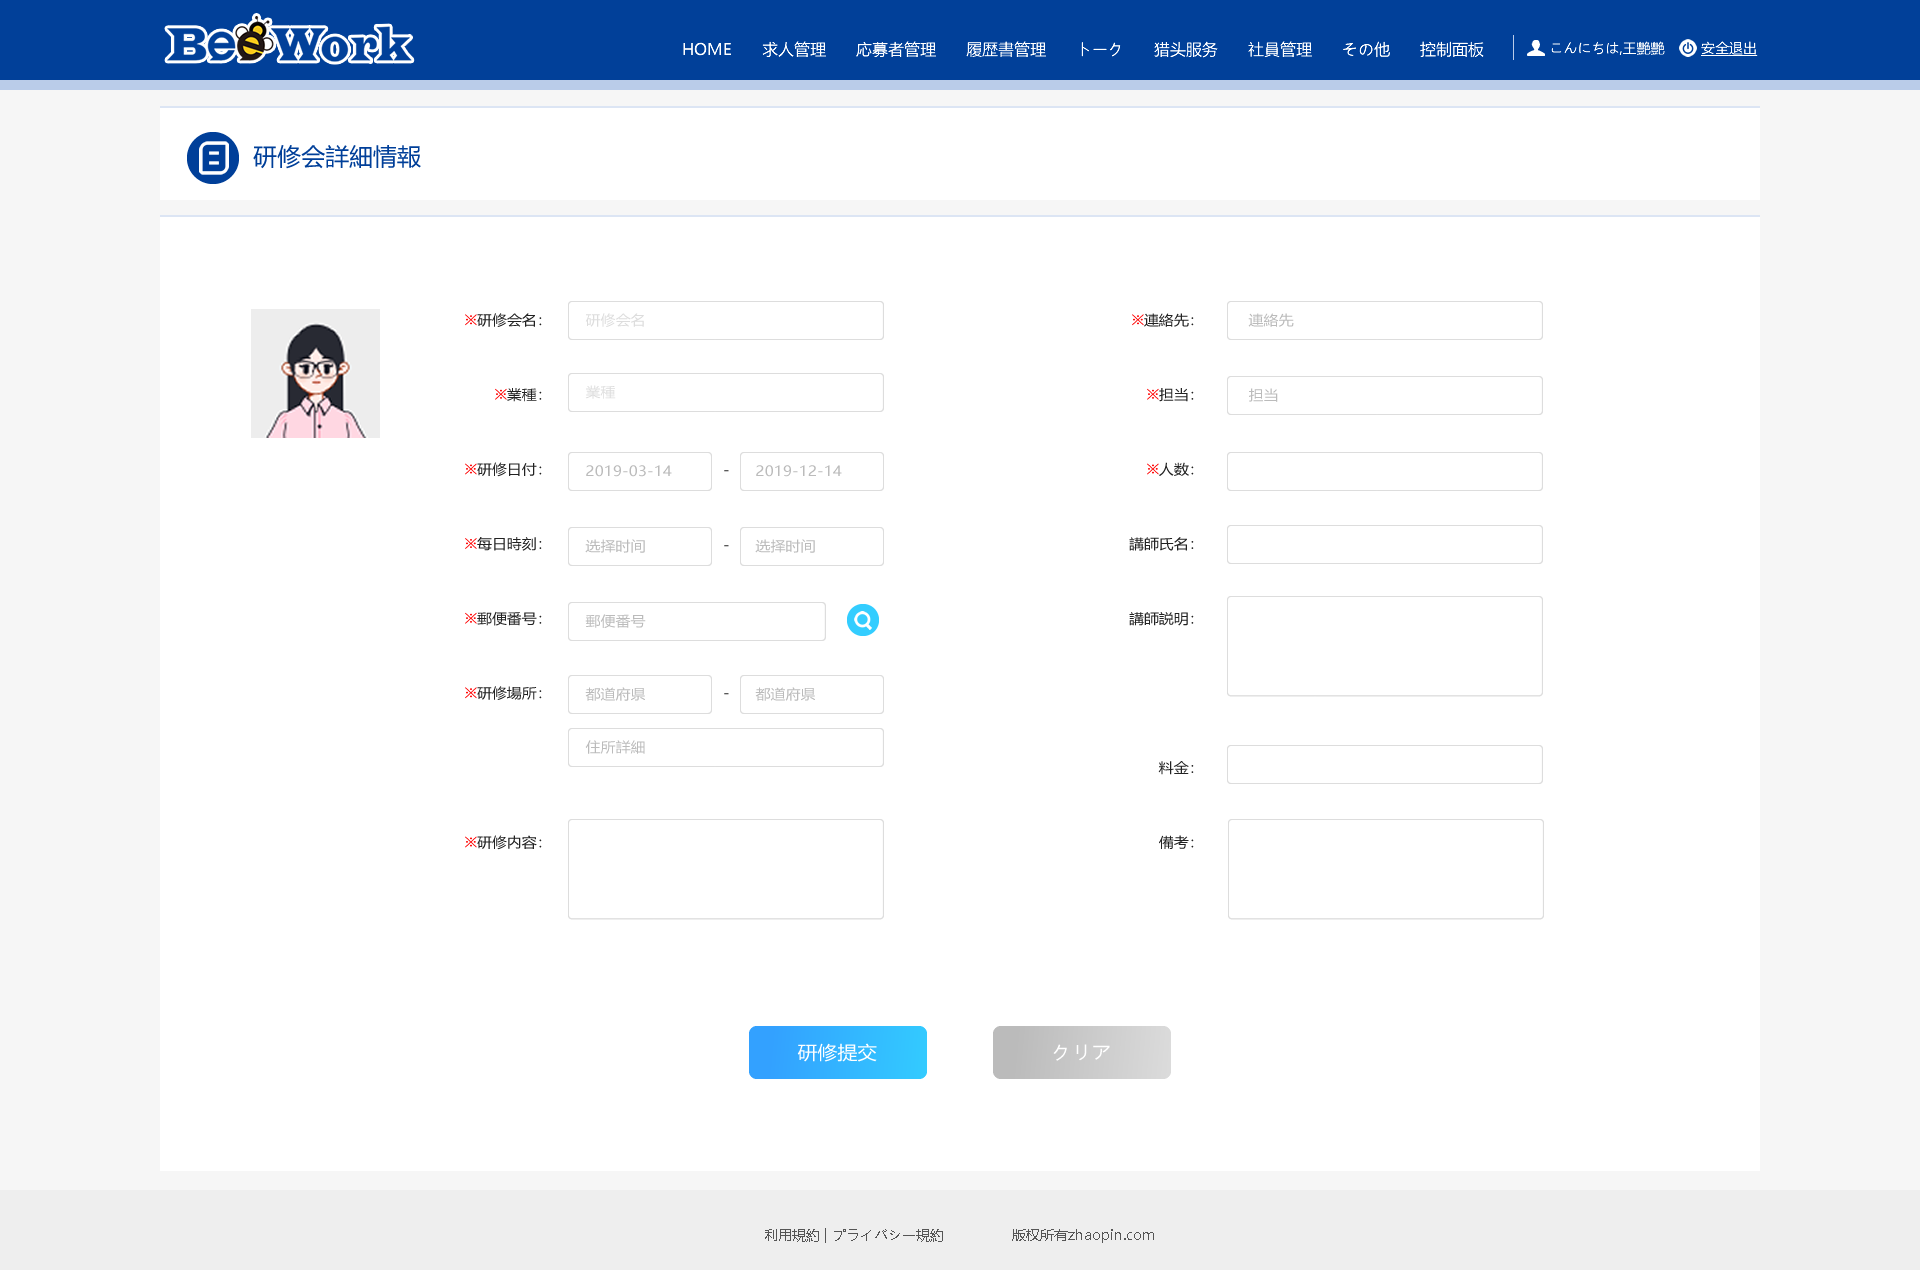 BeeWork
HOME 求人管理 応募者管理 履歴書管理 トーク 猎头服务 社員管理 その他 控制面板 こんにちは,王艶艶 安全退出
研修会詳細情報
※研修会名： 研修会名 ※連絡先： 連絡先
※業種： 業種 ※担当： 担当
※研修日付： 2019-03-14 - 2019-12-14 ※人数：
※毎日時刻： 选择时间 - 选择时间 講師氏名：
※郵便番号： 郵便番号 講師説明：
※研修場所： 都道府県 - 都道府県
住所詳細
料金：
※研修内容： 備考：
研修提交 クリア
利用規約 | プライバシー規約 版权所有zhaopin.com